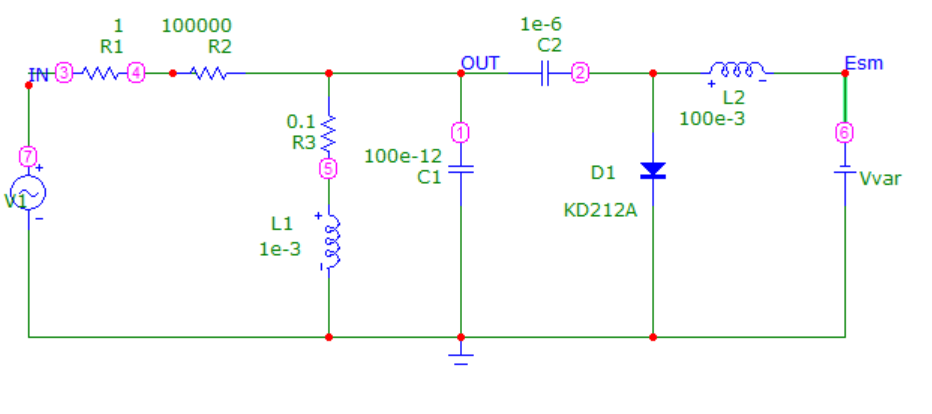 1
R1
100000
R2
1e-6
C2
IN
3
4
OUT
2
Esm
L2
100e-3
0.1
R3
1
6
7
5
100e-12
C1
D1
Vvar
V1
KD212A
L1
1e-3